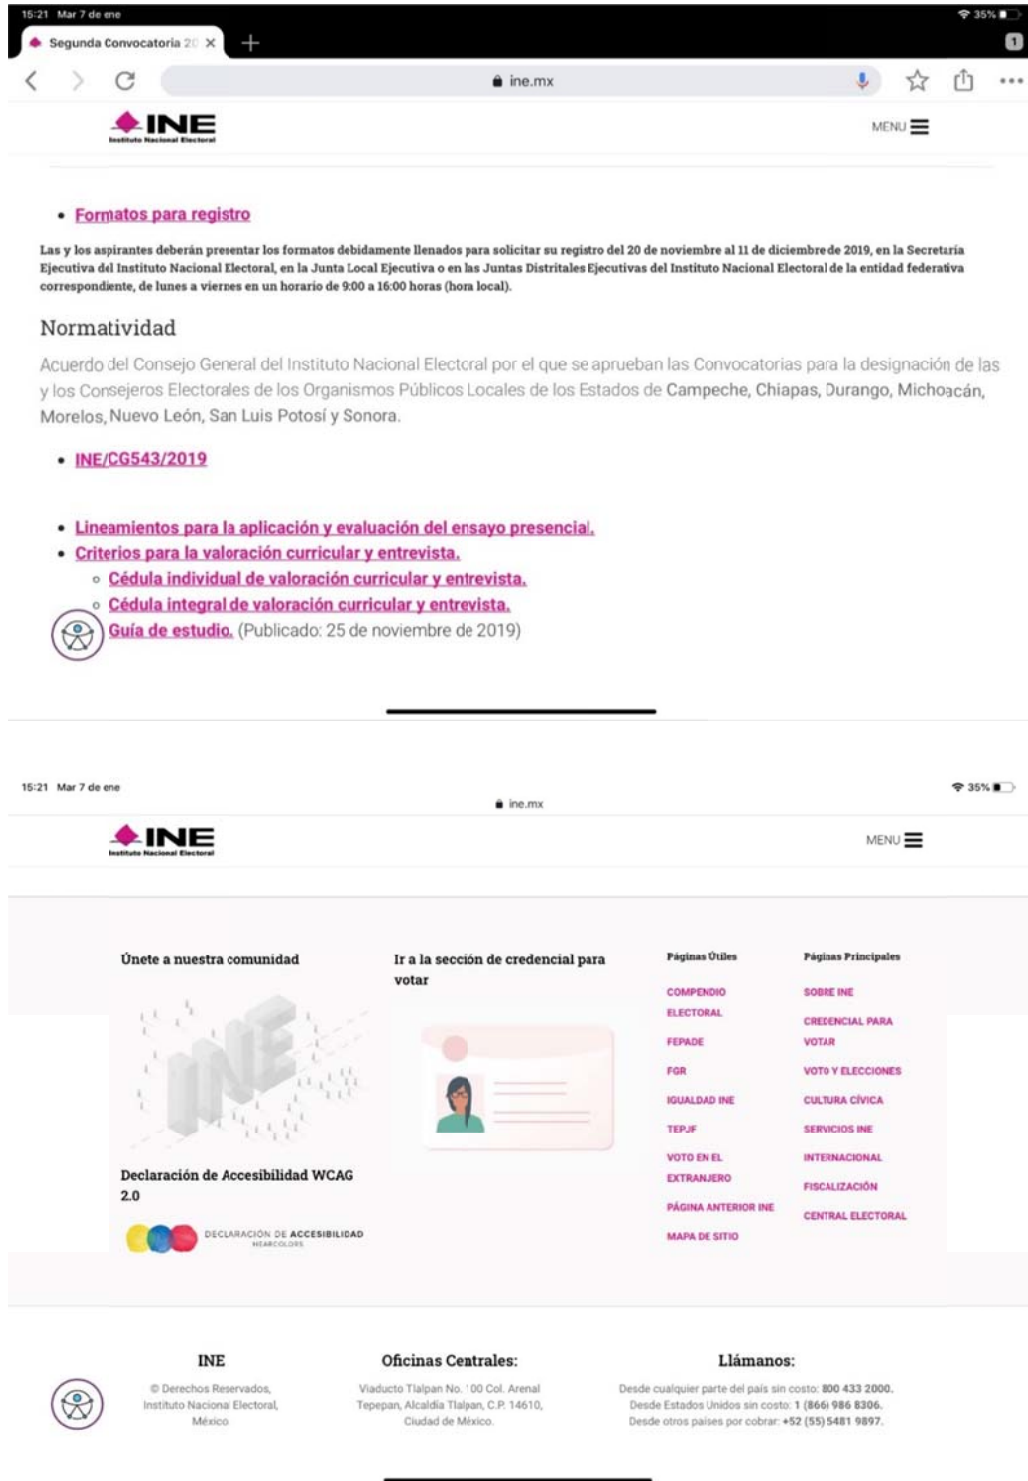 15:21 Mar 7 de ene 35%
Segunda Convocatoria 20
1
ine.mx
INE
Instituto Nacional Electoral
MENU
Formatos para registro
Las y los aspirantes deberán presentar los formatos debidamente llenados para solicitar su registro del 20 de noviembre al 11 de diciembre de 2019, en la Secretaría
Ejecutiva del Instituto Nacional Electoral, en la Junta Local Ejecutiva o en las Juntas Distritales Ejecutivas del Instituto Nacional Electoral de la entidad federativa
correspondiente, de lunes a viernes en un horario de 9:00 a 16:00 horas (hora local).
Normatividad
Acuerdo del Consejo General del Instituto Nacional Electoral por el que se aprueban las Convocatorias para la designación de las
y los Consejeros Electorales de los Organismos Públicos Locales de los Estados de Campeche, Chiapas, Durango, Michoacán,
Morelos, Nuevo León, San Luis Potosí y Sonora.
INE/CG543/2019
Lineamientos para la aplicación y evaluación del ensayo presencial.
Criterios para la valoración curricular y entrevista.
Cédula individual de valoración curricular y entrevista.
Cédula integral de valoración curricular y entrevista.
Guía de estudio. (Publicado: 25 de noviembre de 2019)
15:21 Mar 7 de ene 35%
ine.mx
INE
Instituto Nacional Electoral
MENU
Únete a nuestra comunidad
INE
Declaración de Accesibilidad WCAG
2.0
DECLARACIÓN DE ACCESIBILIDAD
HEARCOLORS
Ir a la sección de credencial para
votar
Páginas Útiles
COMPENDIO
ELECTORAL
FEPADE
FGR
IGUALDAD INE
TEPJF
VOTO EN EL
EXTRANJERO
PÁGINA ANTERIOR INE
MAPA DE SITIO
Páginas Principales
SOBRE INE
CREDENCIAL PARA
VOTAR
VOTO Y ELECCIONES
CULTURA CÍVICA
SERVICIOS INE
INTERNACIONAL
FISCALIZACIÓN
CENTRAL ELECTORAL
INE
© Derechos Reservados,
Instituto Naciona Electoral,
México
Oficinas Centrales:
Viaducto Tlalpan No. 100 Col. Arenal
Tepepan, Alcaldía Tlalpan, C.P. 14610,
Ciudad de México.
Llámanos:
Desde cualquier parte del país sin costo: 800 433 2000.
Desde Estados Unidos sin costo: 1 (866) 986 8306.
Desde otros países por cobrar: +52 (55) 5481 9897.